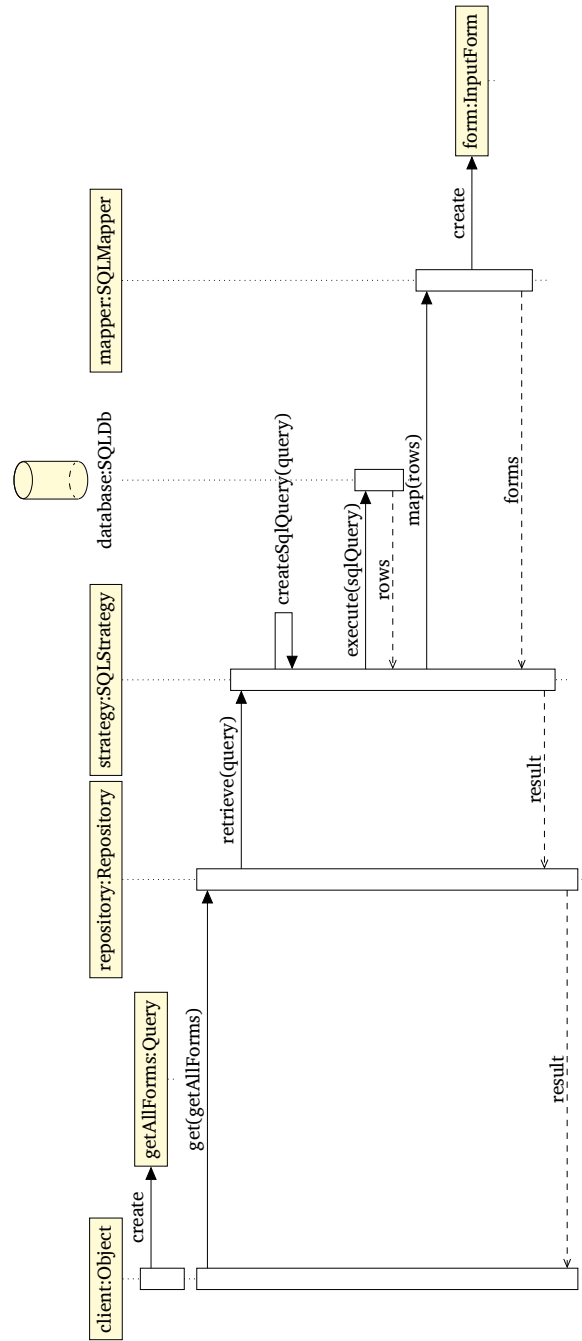 client:Object
create
getAllForms:Query
repository:Repository
strategy:SQLStrategy
database:SQLDb
mapper:SQLMapper
get(getAllForms)
retrieve(query)
createSqlQuery(query)
execute(sqlQuery)
rows
map(rows)
create
form:InputForm
forms
result
result